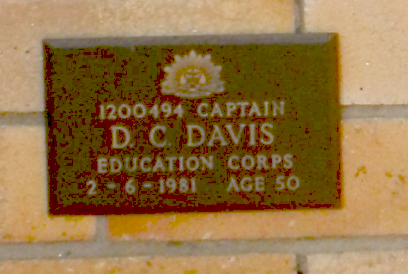 1200494 CAPTAIN
D. C. DAVIS
EDUCATION CORPS
2 - 6 - 1981 AGE 50